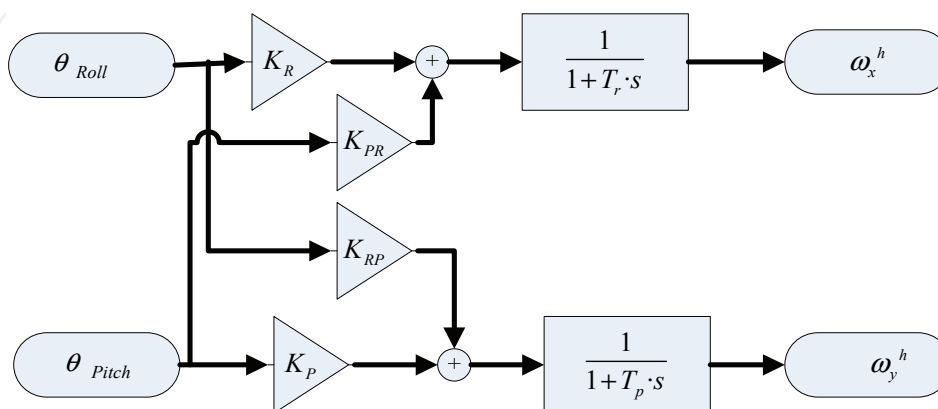 θ Roll
K_R
+
1
1+T_r·s
ω_x^h
K_PR
K_RP
θ Pitch
K_P
+
1
1+T_p·s
ω_y^h